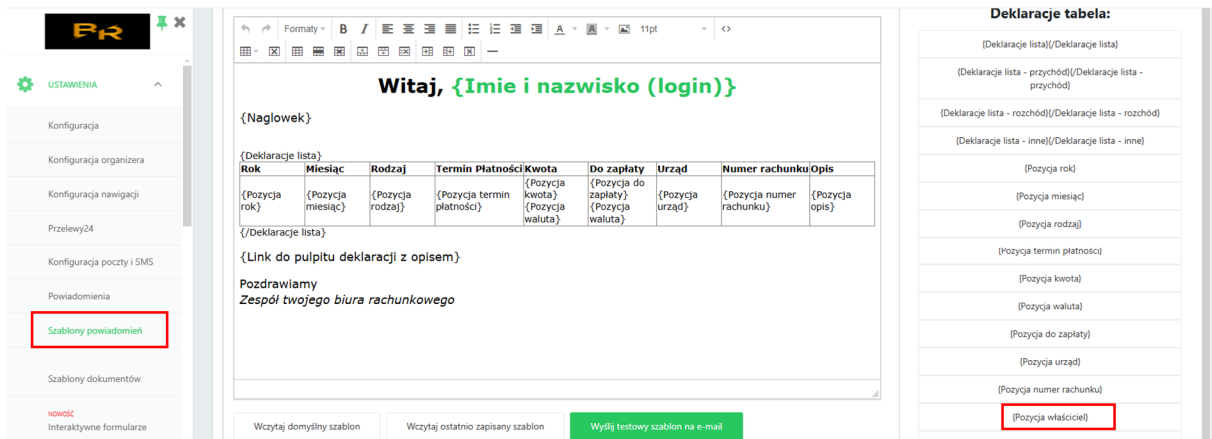 BR
USTAWIENIA
Konfiguracja
Konfiguracja organizera
Konfiguracja nawigacji
Przelewy24
Konfiguracja poczty i SMS
Powiadomienia
Szablony powiadomień
Szablony dokumentów
NOWOŚĆ
Interaktywne formularze
Formaty B I A A 11pt
Witaj, {Imie i nazwisko (login)}
{Naglowek}
{Deklaracje lista}
Rok Miesiąc Rodzaj Termin Płatności Kwota Do zapłaty Urząd Numer rachunku Opis
{Pozycja rok} {Pozycja miesiąc} {Pozycja rodzaj} {Pozycja termin płatności} {Pozycja kwota} {Pozycja waluta} {Pozycja do zapłaty} {Pozycja waluta} {Pozycja urząd} {Pozycja numer rachunku} {Pozycja opis}
{/Deklaracje lista}
{Link do pulpitu deklaracji z opisem}
Pozdrawiamy
Zespół twojego biura rachunkowego
Wczytaj domyślny szablon
Wczytaj ostatnio zapisany szablon
Wyślij testowy szablon na e-mail
Deklaracje tabela:
{Deklaracje lista}{/Deklaracje lista}
{Deklaracje lista - przychód}{/Deklaracje lista -
przychód}
{Deklaracje lista - rozchód}{/Deklaracje lista - rozchód}
{Deklaracje lista - inne}{/Deklaracje lista - inne}
{Pozycja rok}
{Pozycja miesiąc}
{Pozycja rodzaj}
{Pozycja termin płatności}
{Pozycja kwota}
{Pozycja waluta}
{Pozycja do zapłaty}
{Pozycja urząd}
{Pozycja numer rachunku}
{Pozycja właściciel}